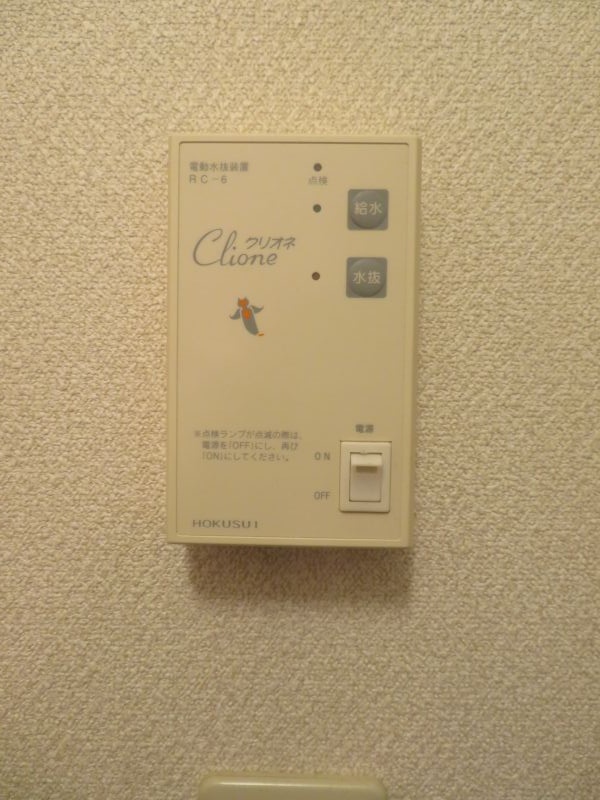 電動水抜装置
RC-6
点検
給水
クリオネ
Clione
水抜
※点検ランプが点滅の際は、
電源を「OFF」にし、再び
「ON」にしてください。
電源
ON
OFF
HOKUSUI